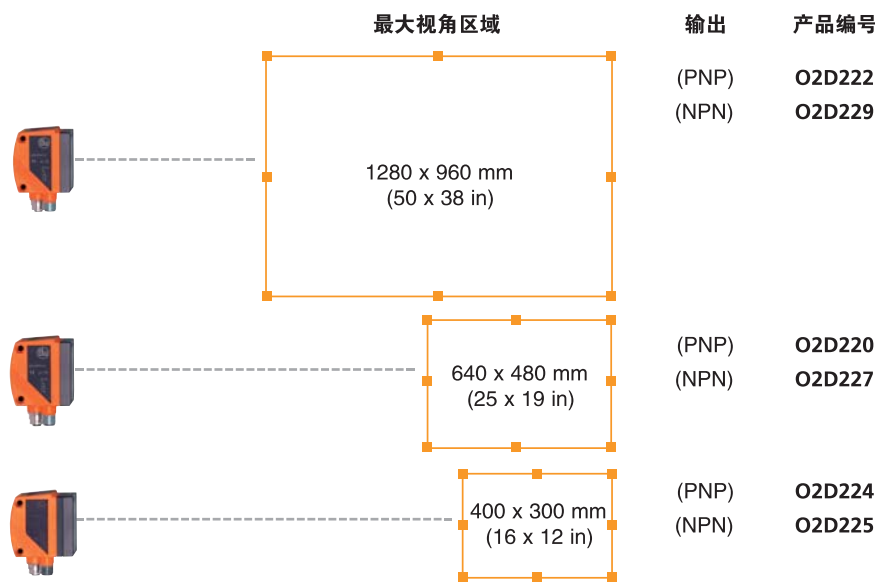 最大视角区域 输出 产品编号
(PNP) O2D222
(NPN) O2D229
1280 x 960 mm
(50 x 38 in)
(PNP) O2D220
(NPN) O2D227
640 x 480 mm
(25 x 19 in)
(PNP) O2D224
(NPN) O2D225
400 x 300 mm
(16 x 12 in)